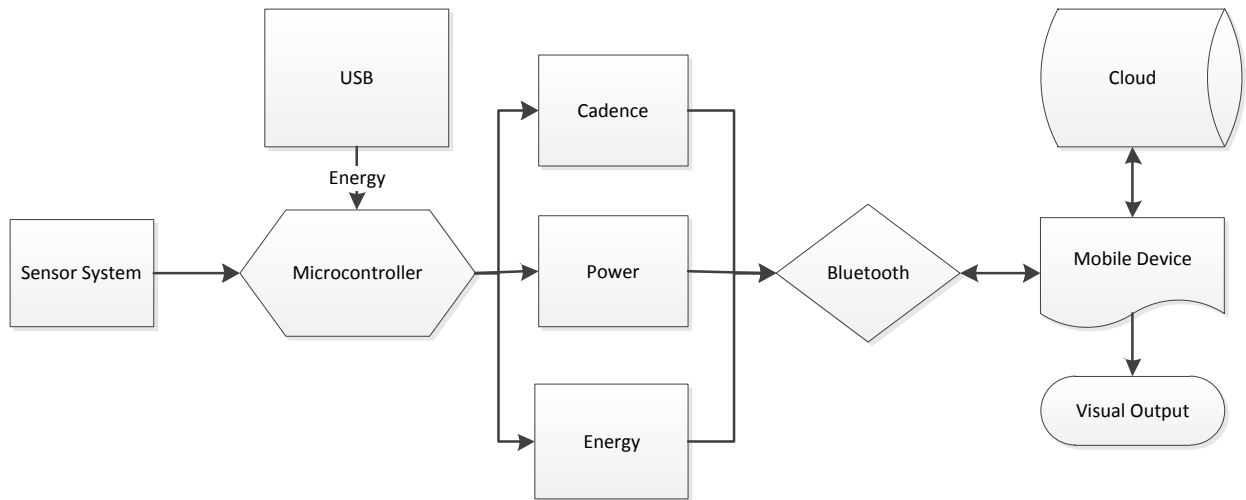 USB
Energy
Sensor System
Microcontroller
Cadence
Power
Energy
Bluetooth
Cloud
Mobile Device
Visual Output